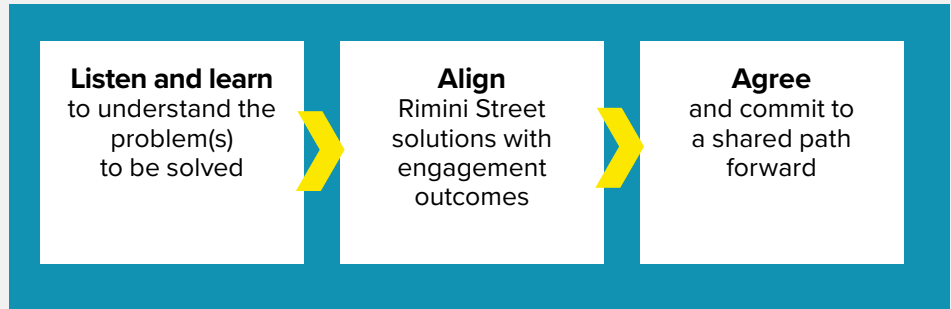 Listen and learn
to understand the
problem(s)
to be solved
Align
Rimini Street
solutions with
engagement
outcomes
Agree
and commit to
a shared path
forward